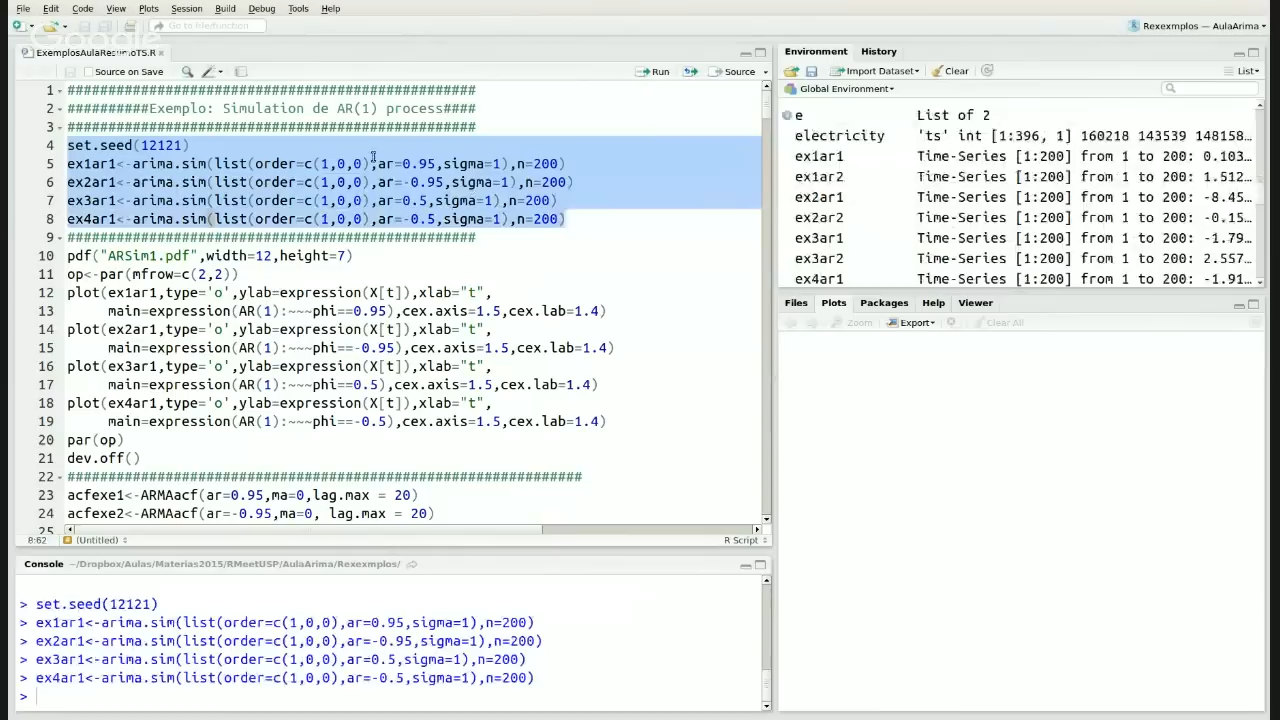 File Edit Code View Plots Session Build Debug Tools Help
Go to file/function
Rexexmplos — AulaArima
Google
ExemplosAulaResumoTS.R
Source on Save
Run
Source
1 ##################################################
2 ##########Exemplo: Simulation de AR(1) process####
3 ##################################################
4 set.seed(12121)
5 ex1ar1<-arima.sim(list(order=c(1,0,0),ar=0.95,sigma=1),n=200)
6 ex2ar1<-arima.sim(list(order=c(1,0,0),ar=-0.95,sigma=1),n=200)
7 ex3ar1<-arima.sim(list(order=c(1,0,0),ar=0.5,sigma=1),n=200)
8 ex4ar1<-arima.sim(list(order=c(1,0,0),ar=-0.5,sigma=1),n=200)
9 ##################################################
10 pdf("ARSim1.pdf",width=12,height=7)
11 op<-par(mfrow=c(2,2))
12 plot(ex1ar1,type='o',ylab=expression(X[t]),xlab="t",
13 main=expression(AR(1):~~~phi==0.95),cex.axis=1.5,cex.lab=1.4)
14 plot(ex2ar1,type='o',ylab=expression(X[t]),xlab="t",
15 main=expression(AR(1):~~~phi==-0.95),cex.axis=1.5,cex.lab=1.4)
16 plot(ex3ar1,type='o',ylab=expression(X[t]),xlab="t",
17 main=expression(AR(1):~~~phi==0.5),cex.axis=1.5,cex.lab=1.4)
18 plot(ex4ar1,type='o',ylab=expression(X[t]),xlab="t",
19 main=expression(AR(1):~~~phi==-0.5),cex.axis=1.5,cex.lab=1.4)
20 par(op)
21 dev.off()
22 ###############################################################
23 acfexe1<-ARMAacf(ar=0.95,ma=0,lag.max = 20)
24 acfexe2<-ARMAacf(ar=-0.95,ma=0, lag.max = 20)
25
8:62 (Untitled) R Script
Console ~/Dropbox/Aulas/Materias2015/RMeetUSP/AulaArima/Rexexmplos/
> set.seed(12121)
> ex1ar1<-arima.sim(list(order=c(1,0,0),ar=0.95,sigma=1),n=200)
> ex2ar1<-arima.sim(list(order=c(1,0,0),ar=-0.95,sigma=1),n=200)
> ex3ar1<-arima.sim(list(order=c(1,0,0),ar=0.5,sigma=1),n=200)
> ex4ar1<-arima.sim(list(order=c(1,0,0),ar=-0.5,sigma=1),n=200)
>
Environment History
Import Dataset Clear List
Global Environment
e List of 2
electricity 'ts' int [1:396, 1] 160218 143539 148158…
ex1ar1 Time-Series [1:200] from 1 to 200: 0.103…
ex1ar2 Time-Series [1:200] from 1 to 200: 1.512…
ex2ar1 Time-Series [1:200] from 1 to 200: -8.45…
ex2ar2 Time-Series [1:200] from 1 to 200: -0.15…
ex3ar1 Time-Series [1:200] from 1 to 200: -1.79…
ex3ar2 Time-Series [1:200] from 1 to 200: 2.557…
ex4ar1 Time-Series [1:200] from 1 to 200: -1.91…
Files Plots Packages Help Viewer
Zoom Export Clear All